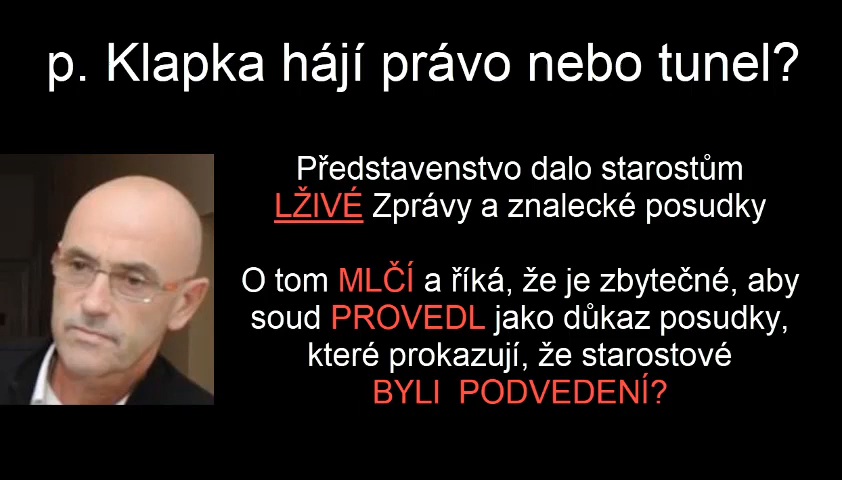 p. Klapka hájí právo nebo tunel?
Představenstvo dalo starostům
LŽIVÉ Zprávy a znalecké posudky
O tom MLČÍ a říká, že je zbytečné, aby
soud PROVEDL jako důkaz posudky,
které prokazují, že starostové
BYLI PODVEDENÍ?